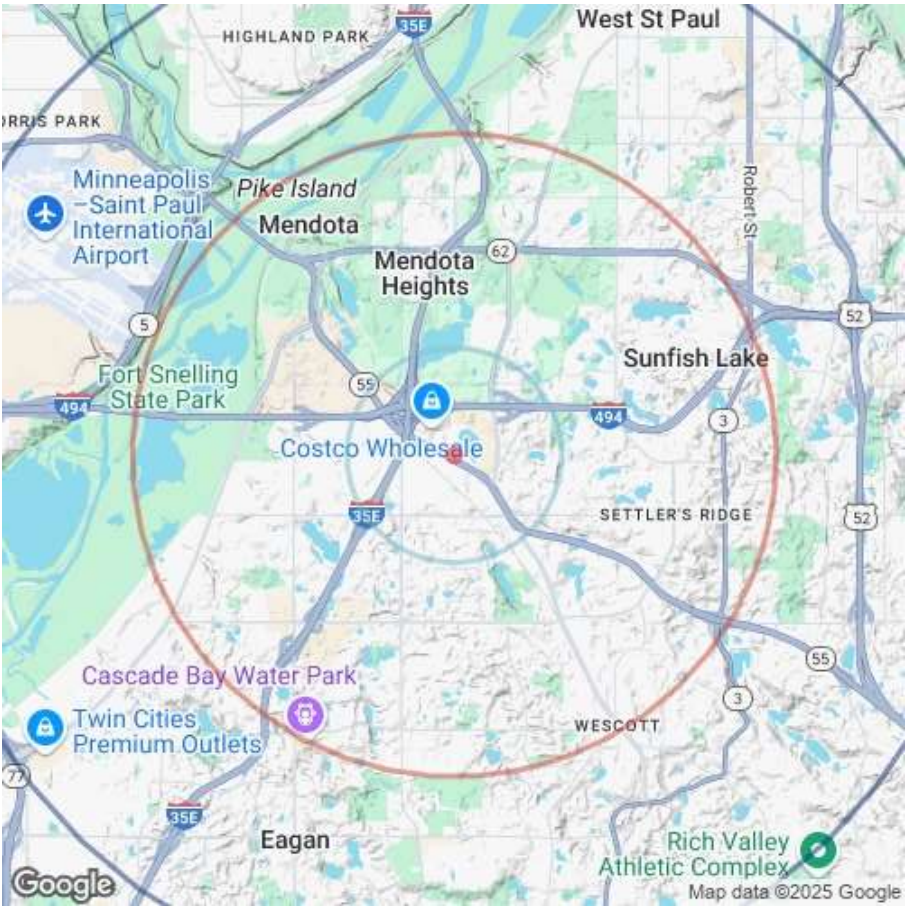 West St Paul
HIGHLAND PARK
35E
ORRIS PARK
Minneapolis
–Saint Paul
International
Airport
Pike Island
Mendota
Robert St
Mendota
Heights
62
5
52
Sunfish Lake
Fort Snelling
State Park
55
494
494
3
Costco Wholesale
35E
SETTLER'S RIDGE
52
55
Cascade Bay Water Park
3
Twin Cities
Premium Outlets
WESCOTT
77
35E
Eagan
Rich Valley
Athletic Complex
Google
Map data ©2025 Google